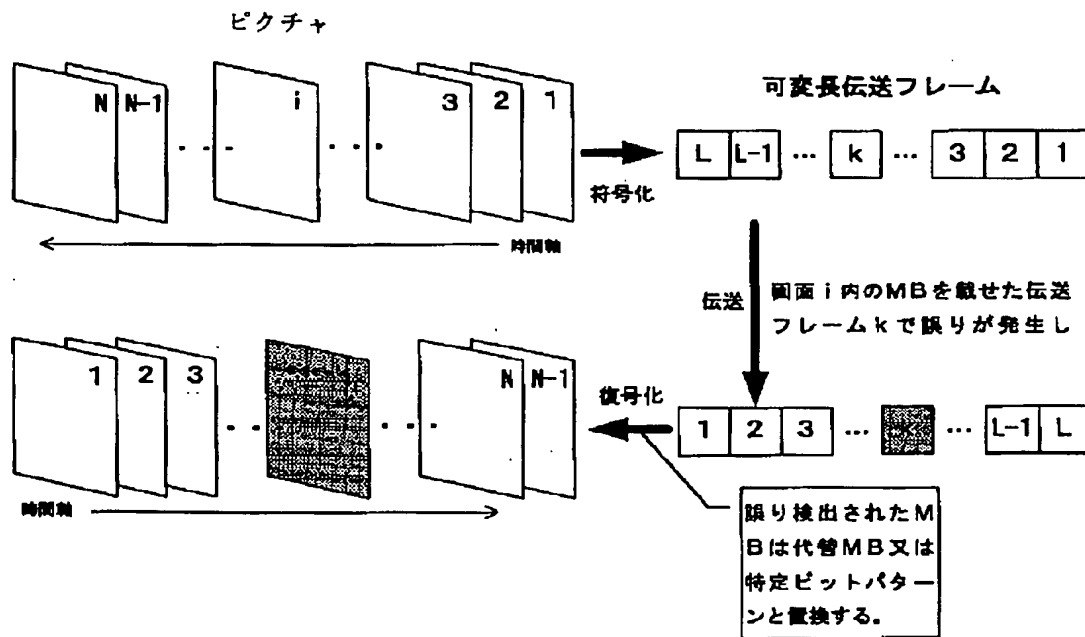 ピクチャ
N N-1 ・・・ i ・・・ 3 2 1
時間軸
符号化
可変長伝送フレーム
L L-1 ... k ... 3 2 1
伝送
画面i内のMBを載せた伝送
フレームkで誤りが発生し
1 2 3 ・・ ・・・ N N-1
時間軸
復号化
1 2 3 ... k ... L-1 L
誤り検出されたM
Bは代替MB又は
特定ビットパター
ンと置換する。